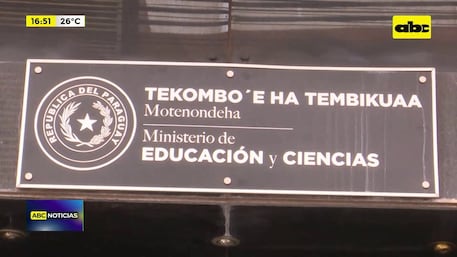 16:51 26°C
abc
TEKOMBO´E HA TEMBIKUAA
Motenondeha
Ministerio de
EDUCACIÓN y CIENCIAS
REPUBLICA DEL PARAGUAY
ABC NOTICIAS